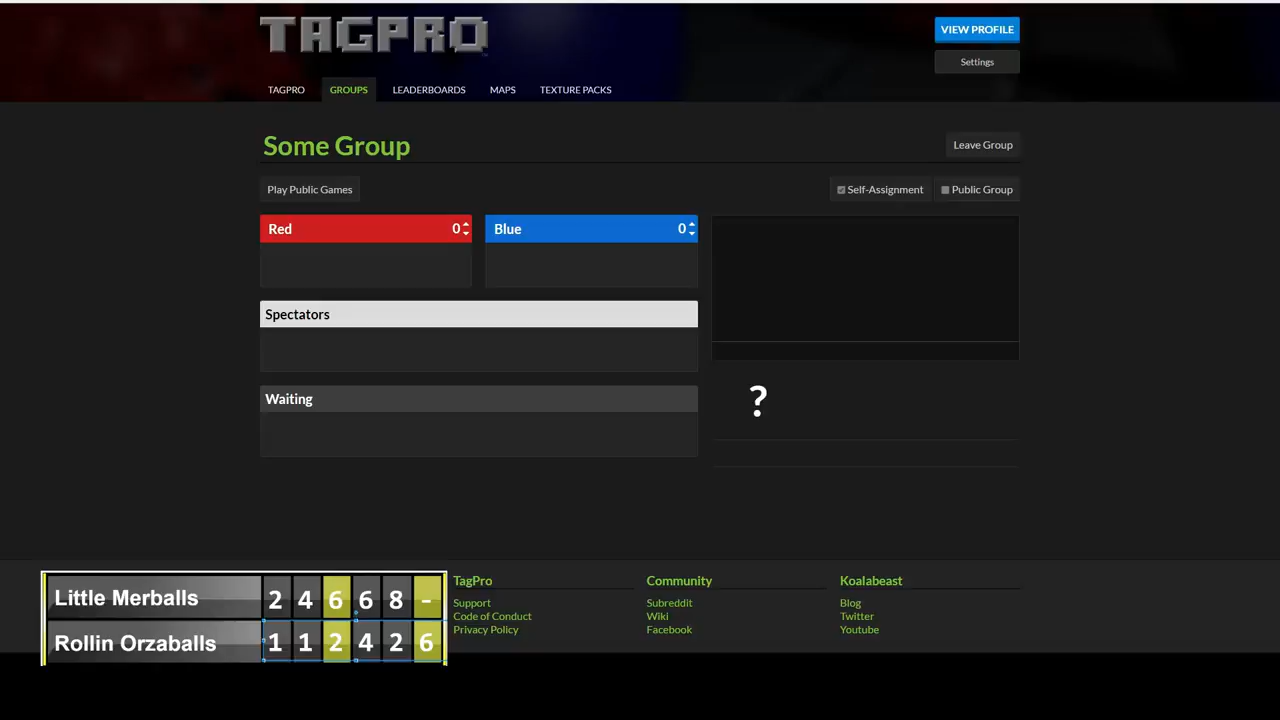 TAGPRO
VIEW PROFILE
Settings
TAGPRO GROUPS LEADERBOARDS MAPS TEXTURE PACKS
Some Group
Leave Group
Play Public Games
Self-Assignment
Public Group
Red 0
Blue 0
Spectators
Waiting
?
Little Merballs 2 4 6 6 8 -
Rollin Orzaballs 1 1 2 4 2 6
TagPro
Support
Code of Conduct
Privacy Policy
Community
Subreddit
Wiki
Facebook
Koalabeast
Blog
Twitter
Youtube